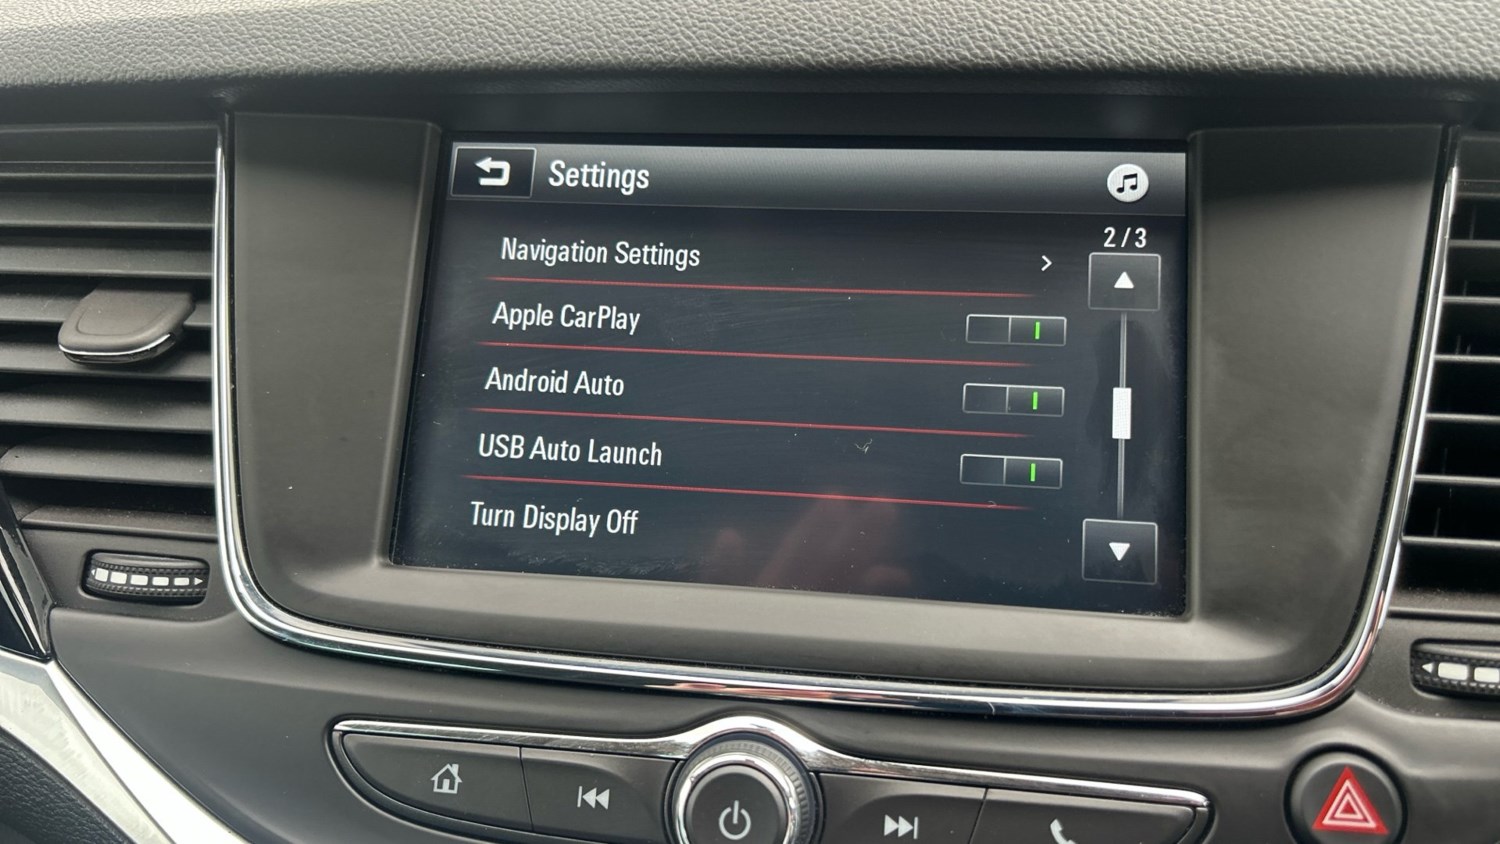 Settings
2/3
Navigation Settings
Apple CarPlay
Android Auto
USB Auto Launch
Turn Display Off